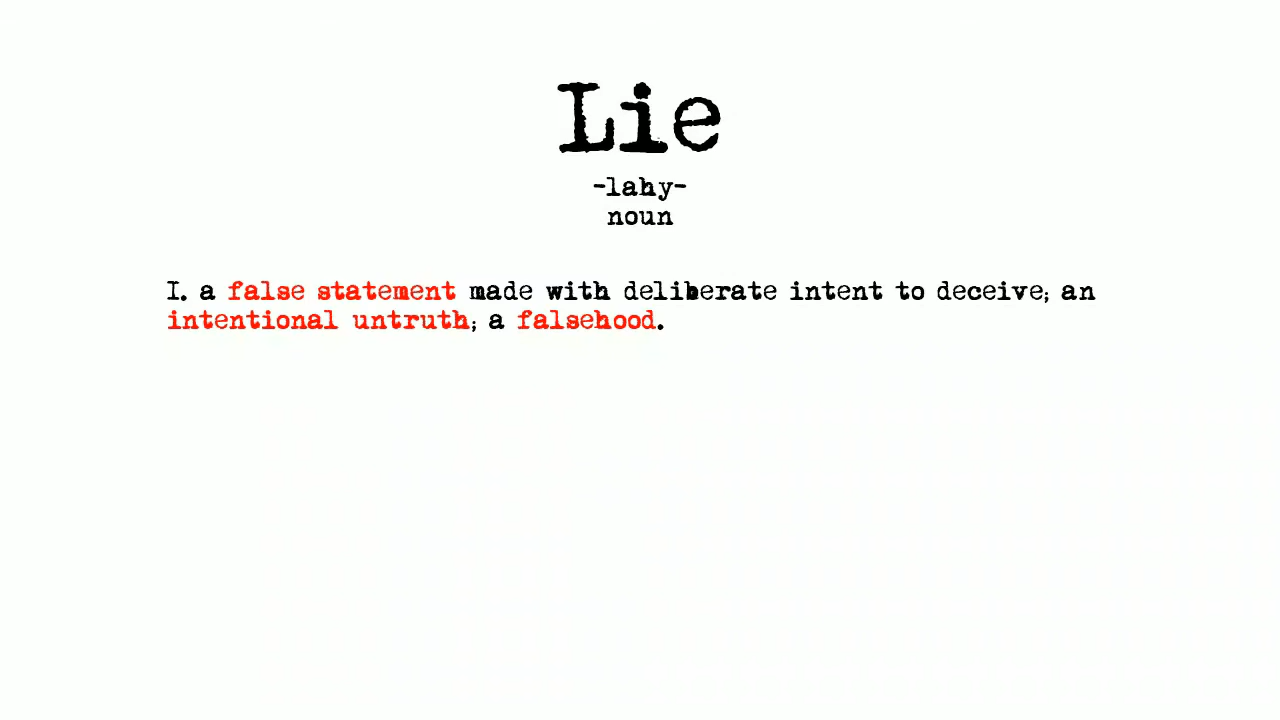 Lie
-lahy-
noun
I. a false statement made with deliberate intent to deceive; an
intentional untruth; a falsehood.